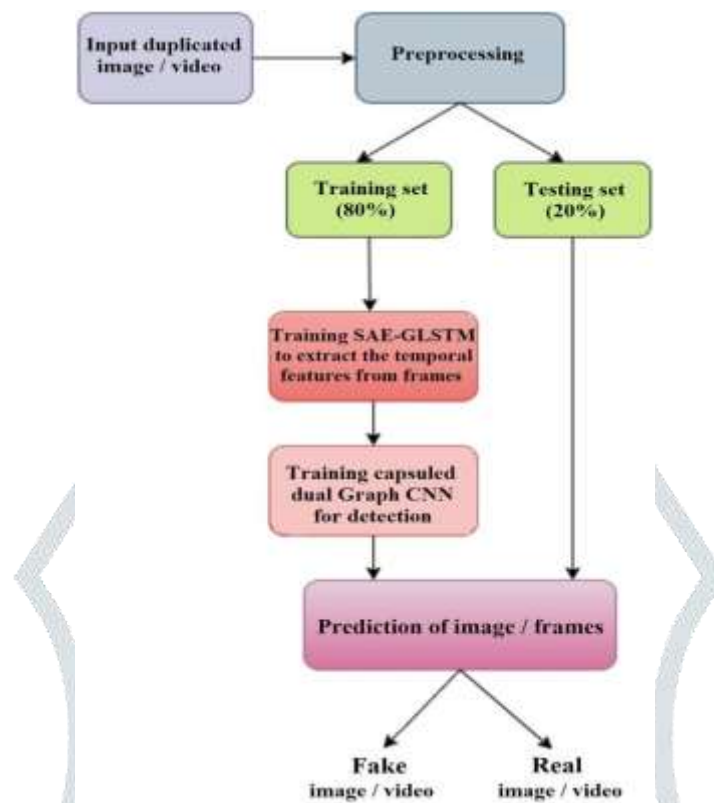 Input duplicated
image / video
Preprocessing
Training set
(80%)
Testing set
(20%)
Training SAE-GLSTM
to extract the temporal
features from frames
Training capsuled
dual Graph CNN
for detection
Prediction of image / frames
Fake
image / video
Real
image / video